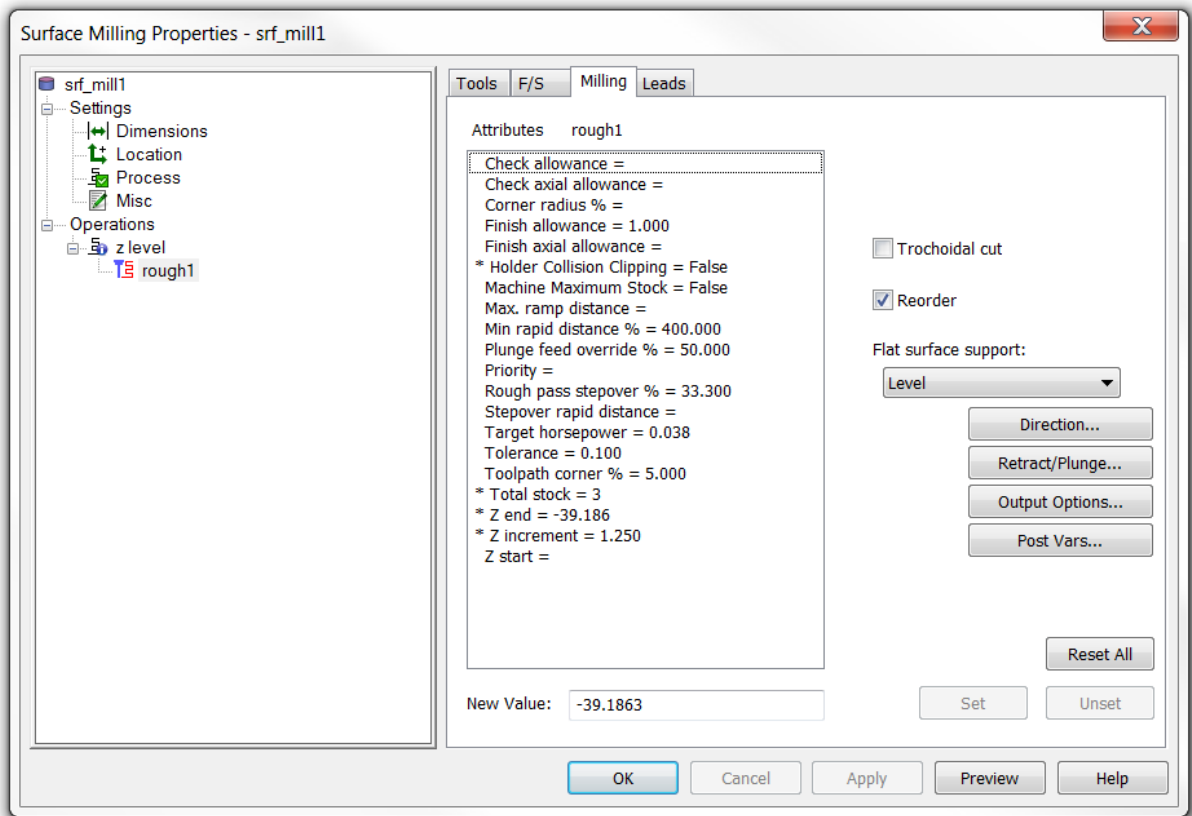 Surface Milling Properties - srf_mill1
srf_mill1
Settings
Dimensions
Location
Process
Misc
Operations
z level
rough1
Tools F/S Milling Leads
Attributes rough1
Check allowance =
Check axial allowance =
Corner radius % =
Finish allowance = 1.000
Finish axial allowance =
* Holder Collision Clipping = False
Machine Maximum Stock = False
Max. ramp distance =
Min rapid distance % = 400.000
Plunge feed override % = 50.000
Priority =
Rough pass stepover % = 33.300
Stepover rapid distance =
Target horsepower = 0.038
Tolerance = 0.100
Toolpath corner % = 5.000
* Total stock = 3
* Z end = -39.186
* Z increment = 1.250
Z start =
Trochoidal cut
Reorder
Flat surface support:
Level
Direction...
Retract/Plunge...
Output Options...
Post Vars...
Reset All
New Value: -39.1863 Set Unset
OK Cancel Apply Preview Help